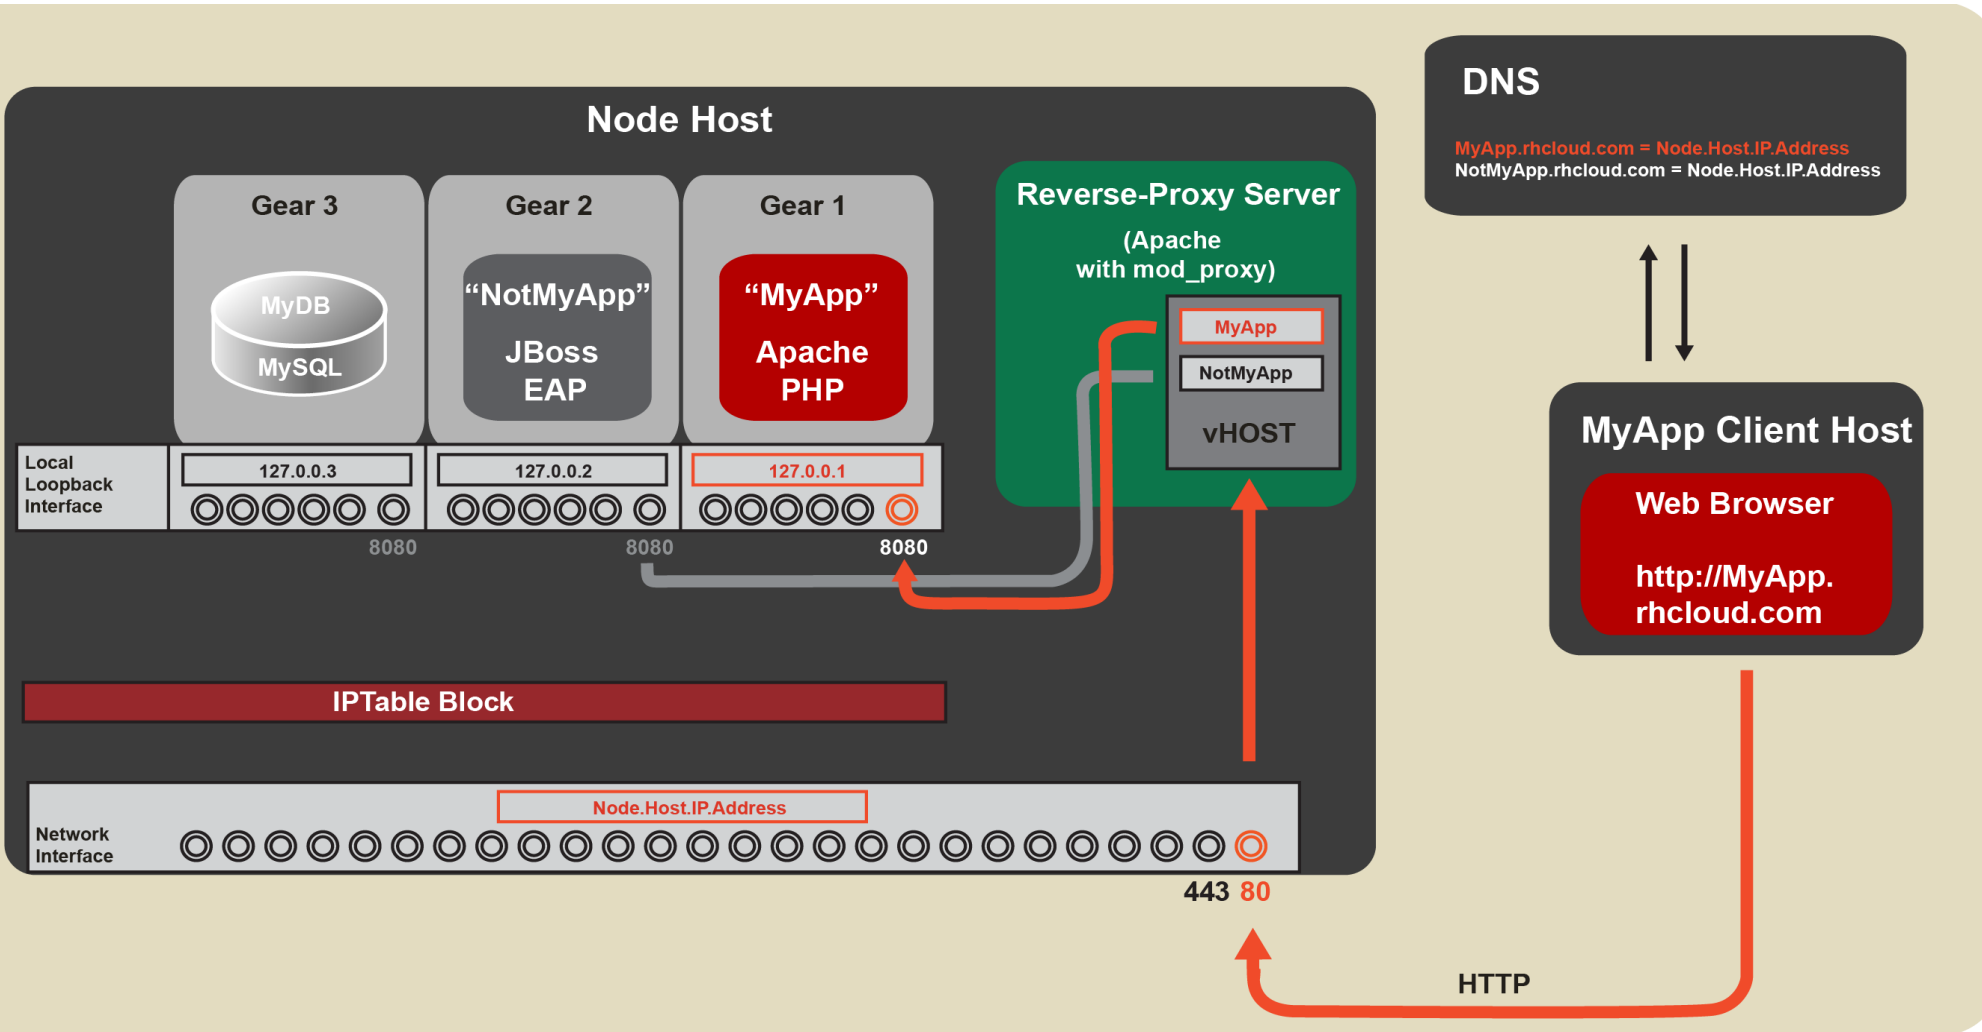 DNS
MyApp.rhcloud.com = Node.Host.IP.Address
NotMyApp.rhcloud.com = Node.Host.IP.Address
Node Host
Gear 3
MyDB
MySQL
Gear 2
“NotMyApp”
JBoss
EAP
Gear 1
“MyApp”
Apache
PHP
Reverse-Proxy Server
(Apache
with mod_proxy)
MyApp
NotMyApp
vHOST
MyApp Client Host
Web Browser
http://MyApp.
rhcloud.com
Local
Loopback
Interface
127.0.0.3
127.0.0.2
127.0.0.1
8080
8080
8080
IPTable Block
Node.Host.IP.Address
Network
Interface
443 80
HTTP